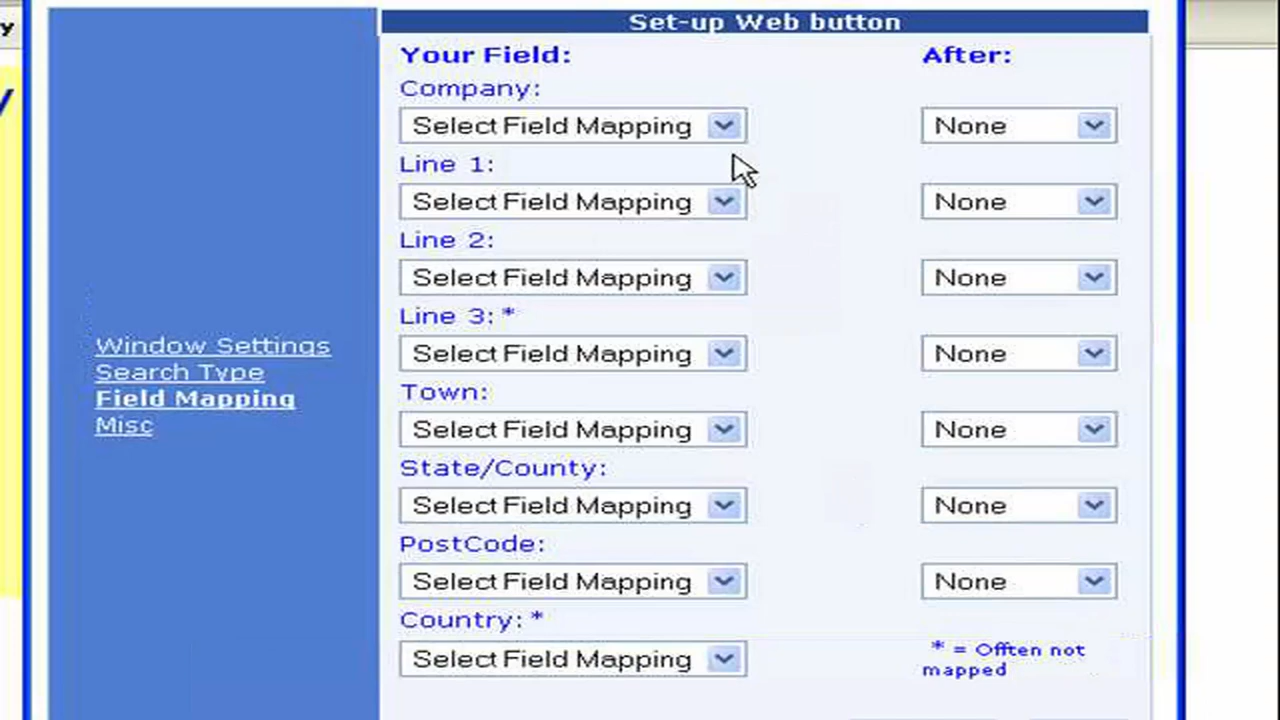 y
Set-up Web button
Your Field: After:
Company:
Select Field Mapping None
Line 1:
Select Field Mapping None
Line 2:
Select Field Mapping None
Line 3: *
Select Field Mapping None
Town:
Select Field Mapping None
State/County:
Select Field Mapping None
PostCode:
Select Field Mapping None
Country: *
Select Field Mapping
* = Offten not
mapped
Window Settings
Search Type
Field Mapping
Misc
y